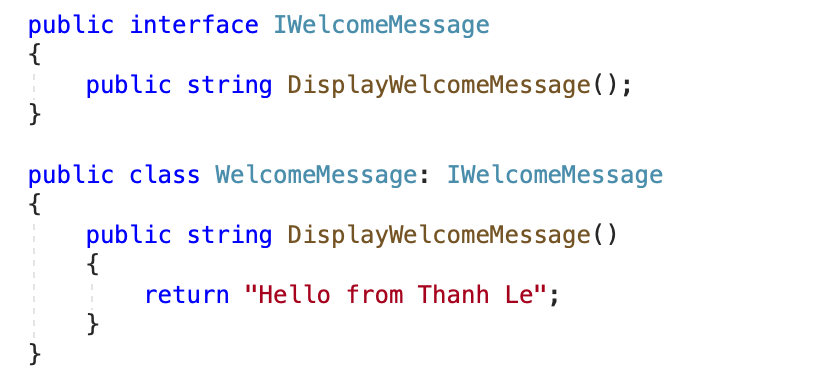 public interface IWelcomeMessage
{
    public string DisplayWelcomeMessage();
}

public class WelcomeMessage: IWelcomeMessage
{
    public string DisplayWelcomeMessage()
    {
        return "Hello from Thanh Le";
    }
}